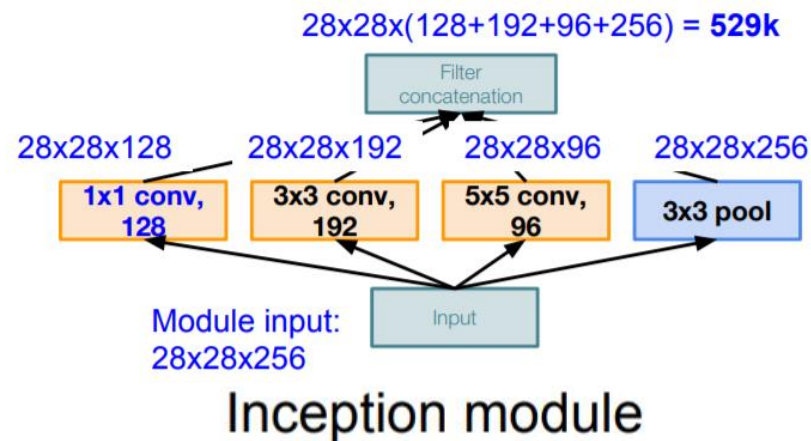 28x28x(128+192+96+256) = 529k
Filter
concatenation
28x28x128
28x28x192
28x28x96
28x28x256
1x1 conv,
128
3x3 conv,
192
5x5 conv,
96
3x3 pool
Module input:
28x28x256
Input
Inception module